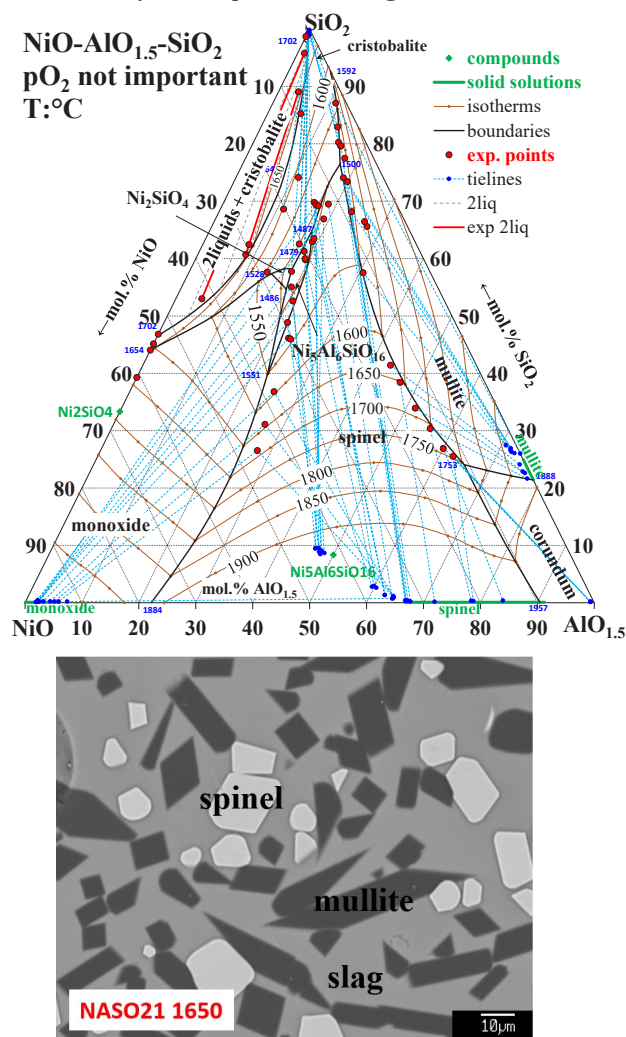 SiO2
NiO-AlO1.5-SiO2
pO2 not important
T:°C
1702
cristobalite
1592
compounds
solid solutions
isotherms
boundaries
exp. points
tielines
2liq
exp 2liq
10
20
30
40
50
60
70
80
90
90
80
70
60
50
40
30
20
10
1600
2liquids + cristobalite
1650
1500
Ni2SiO4
1487
1479
1528
1486
←mol.% NiO
←mol.% SiO2
1702
1654
1550
1551
Ni5Al6SiO16
1600
1650
1700
1750
mullite
spinel
1753
Ni2SiO4
1800
1850
1888
monoxide
1900
Ni5Al6SiO16
mol.% AlO1.5
corundum
monoxide
1884
spinel
1957
NiO 10 20 30 40 50 60 70 80 90 AlO1.5
spinel
mullite
slag
NASO21 1650
10μm